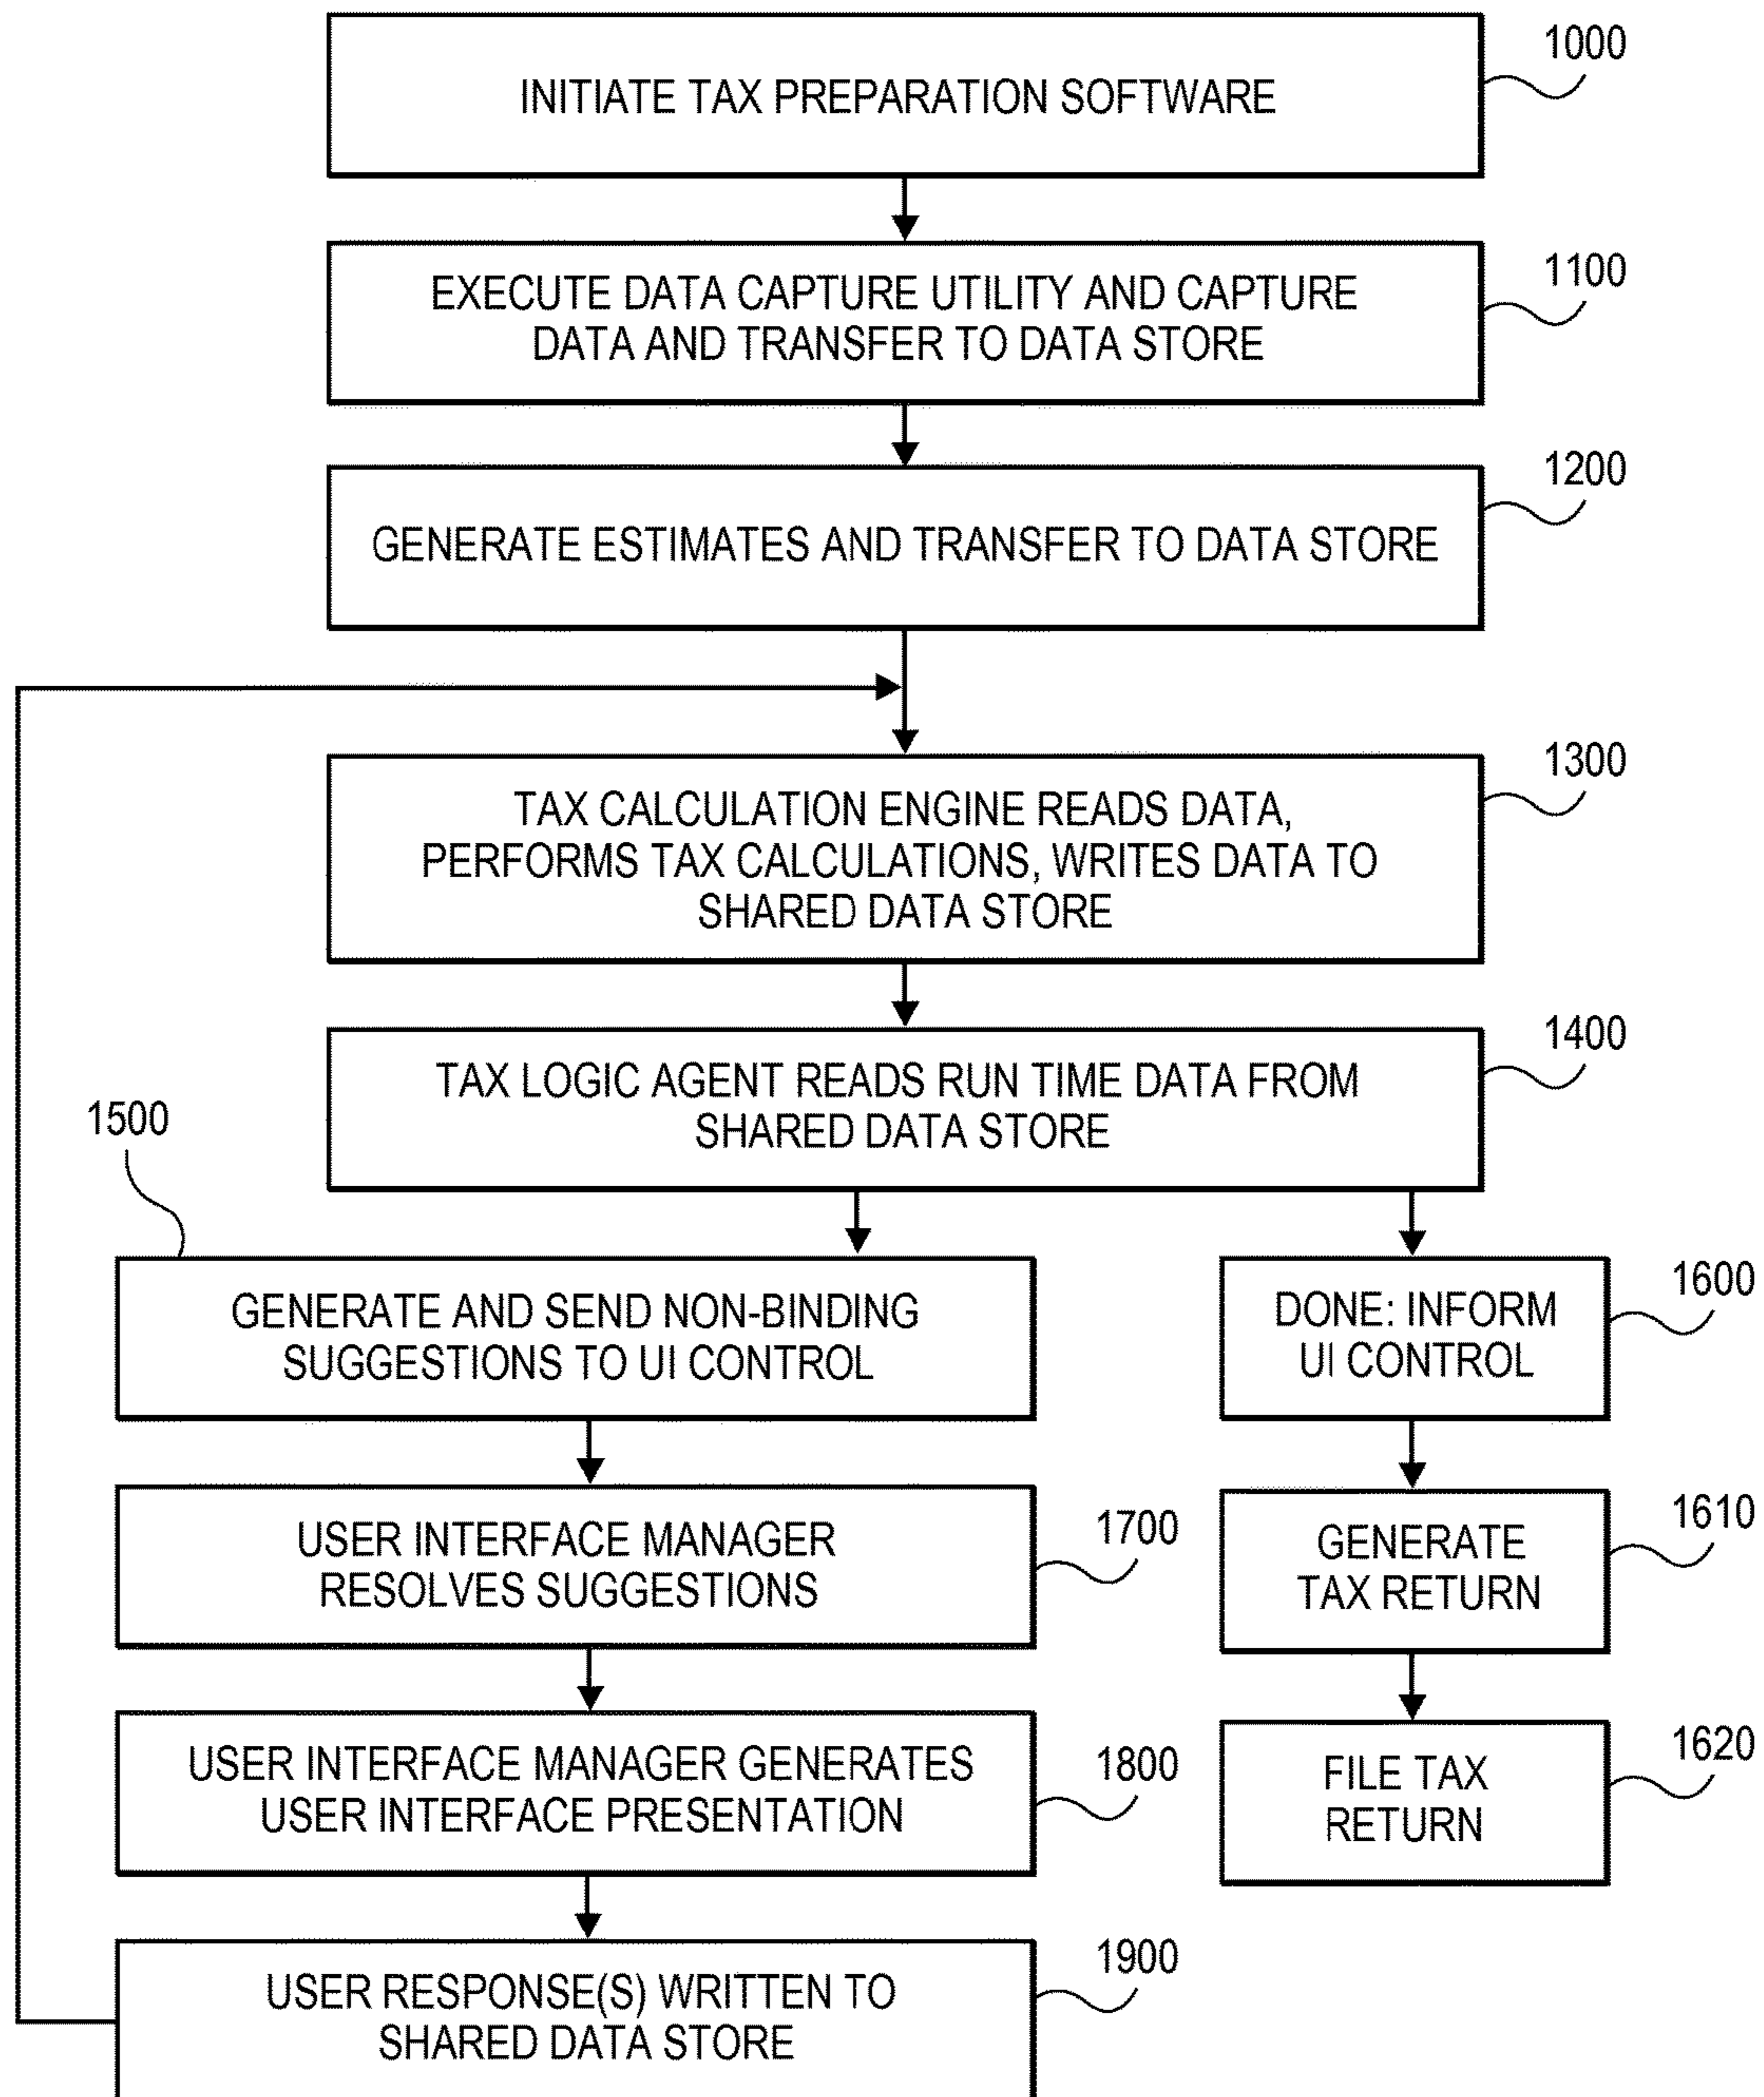 1000
INITIATE TAX PREPARATION SOFTWARE
1100
EXECUTE DATA CAPTURE UTILITY AND CAPTURE
DATA AND TRANSFER TO DATA STORE
1200
GENERATE ESTIMATES AND TRANSFER TO DATA STORE
1300
TAX CALCULATION ENGINE READS DATA,
PERFORMS TAX CALCULATIONS, WRITES DATA TO
SHARED DATA STORE
1400
TAX LOGIC AGENT READS RUN TIME DATA FROM
SHARED DATA STORE
1500
GENERATE AND SEND NON-BINDING
SUGGESTIONS TO UI CONTROL
1600
DONE: INFORM
UI CONTROL
1700
USER INTERFACE MANAGER
RESOLVES SUGGESTIONS
1610
GENERATE
TAX RETURN
1800
USER INTERFACE MANAGER GENERATES
USER INTERFACE PRESENTATION
1620
FILE TAX
RETURN
1900
USER RESPONSE(S) WRITTEN TO
SHARED DATA STORE